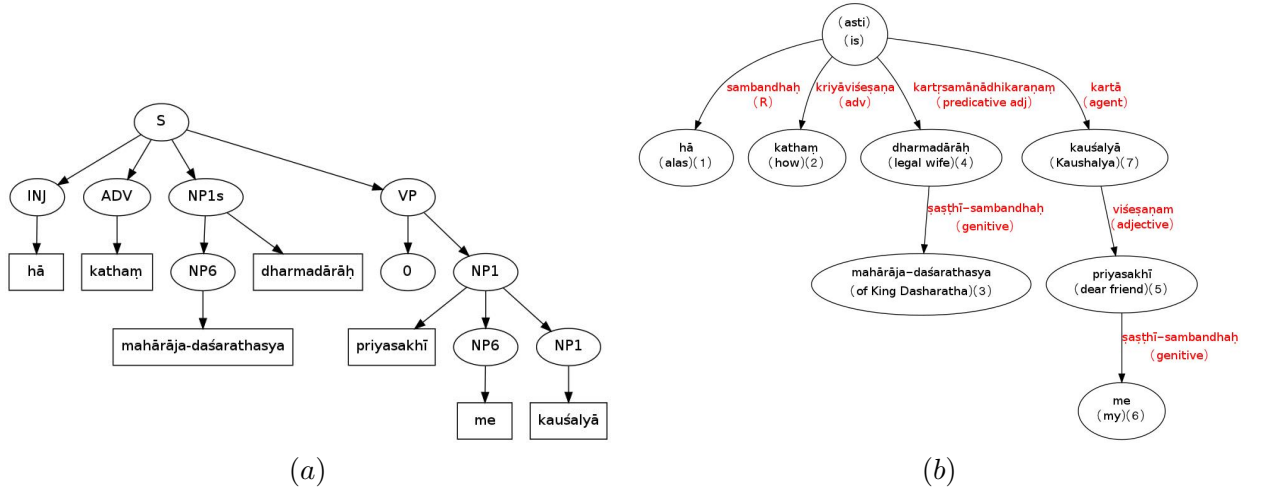 S
INJ
ADV
NP1s
VP
hā
kathaṃ
NP6
dharmadārāḥ
0
NP1
mahārāja-daśarathasya
priyasakhī
NP6
NP1
me
kauśalyā
(a)
(asti)
(is)
sambandhaḥ
(R)
kriyāviśeṣaṇa
(adv)
kartṛsamānādhikaraṇaṃ
(predicative adj)
kartā
(agent)
hā
(alas)(1)
kathaṃ
(how)(2)
dharmadārāḥ
(legal wife)(4)
kauśalyā
(Kaushalya)(7)
ṣaṣṭhī−sambandhaḥ
(genitive)
viśeṣaṇam
(adjective)
mahārāja−daśarathasya
(of King Dasharatha)(3)
priyasakhī
(dear friend)(5)
ṣaṣṭhī−sambandhaḥ
(genitive)
me
(my)(6)
(b)